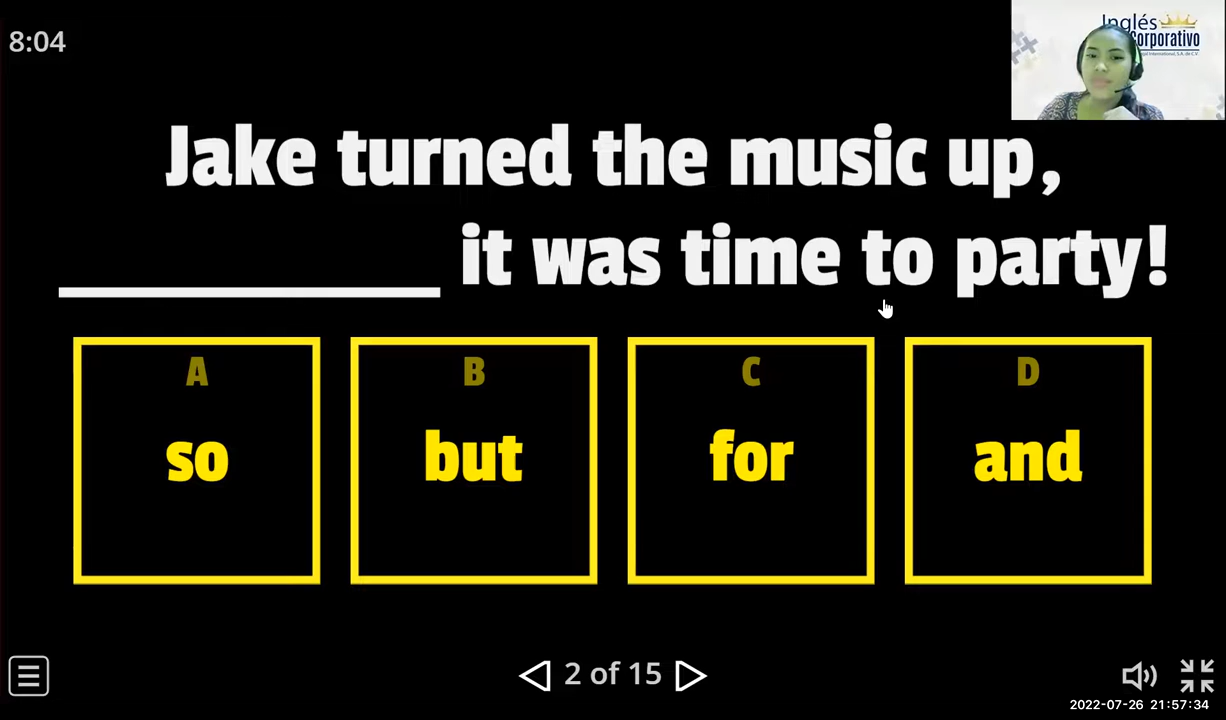 8:04
Inglés
Corporativo
Jake turned the music up,
__________ it was time to party!
A
B
C
D
so
but
for
and
2 of 15
2022-07-26 21:57:34